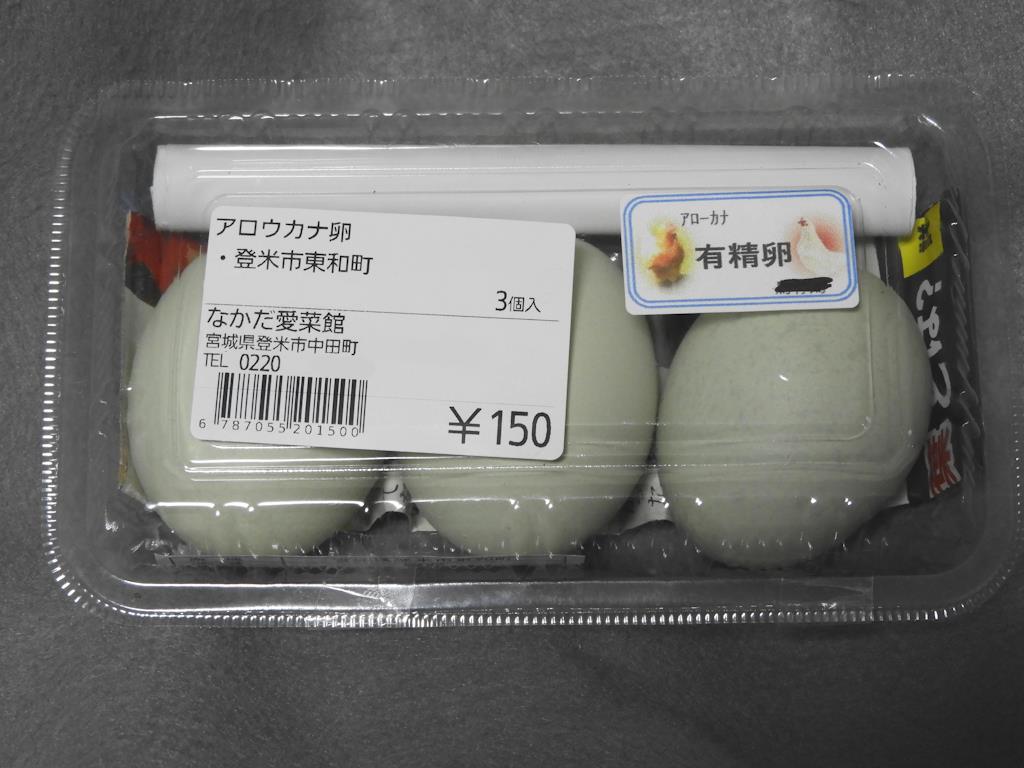 アロウカナ卵
・登米市東和町
3個入
なかだ愛菜館
宮城県登米市中田町
TEL 0220
6 787055 201500
￥150
アローカナ
有精卵